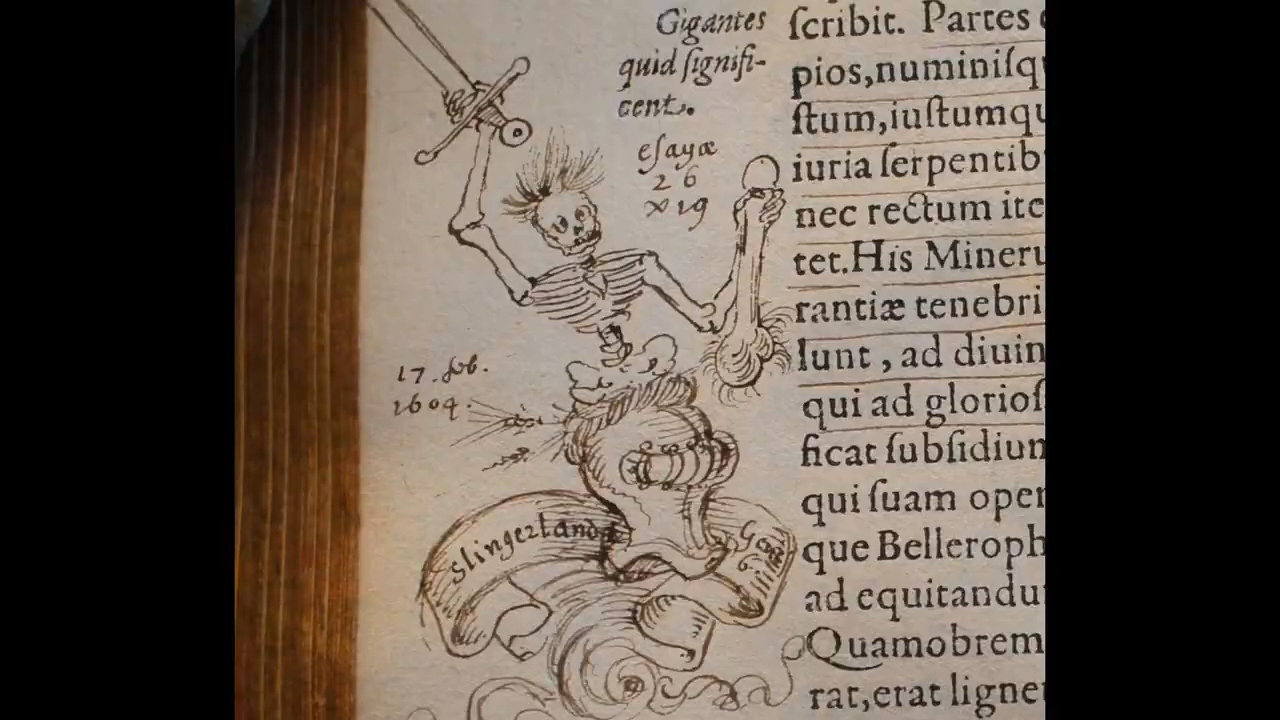 Gigantes
quid ſignifi-
cent.
eſayæ
26
v 19
17. feb.
1604.
slingerland
ſcribit. Partes
pios, numiniſq
ſtum, iuſtumqu
iuria ſerpentib
nec rectum ite
tet. His Mineru
rantiæ tenebri
lunt, ad diuin
qui ad glorioſ
ficat ſubſidiun
qui ſuam oper
que Belleroph
ad equitandu
Quamobrem
rat, erat ligne